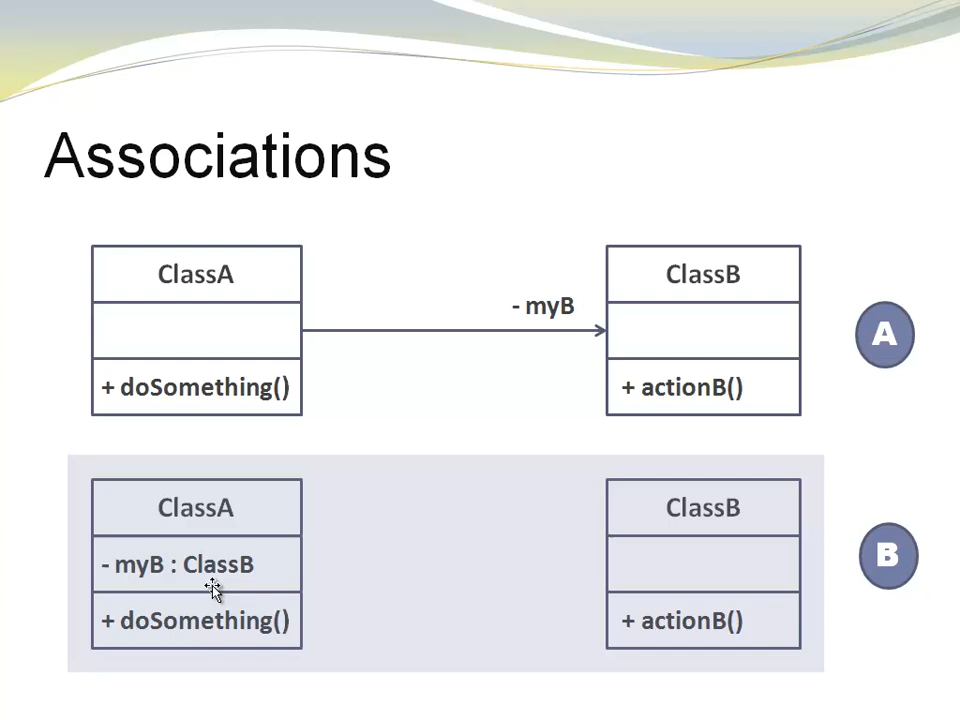 Associations
ClassA
ClassB
- myB
A
+ doSomething()
+ actionB()
ClassA
ClassB
- myB : ClassB
B
+ doSomething()
+ actionB()